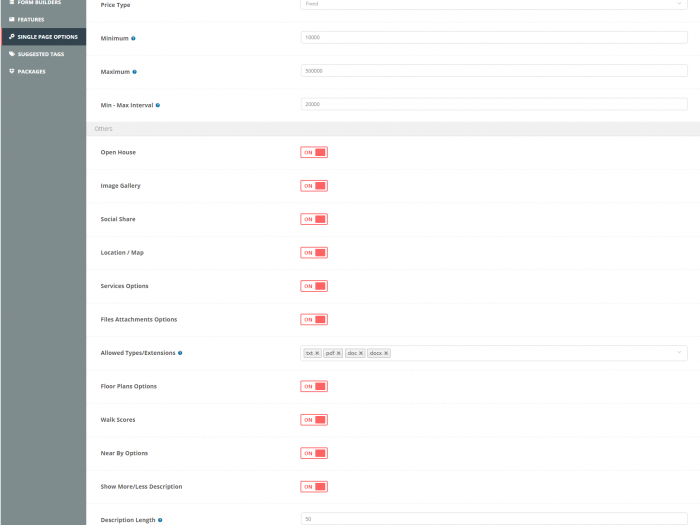 FORM BUILDERS
FEATURES
SINGLE PAGE OPTIONS
SUGGESTED TAGS
PACKAGES
Price Type
Fixed
Minimum
10000
Maximum
500000
Min - Max Interval
20000
Others
Open House
ON
Image Gallery
ON
Social Share
ON
Location / Map
ON
Services Options
ON
Files Attachments Options
ON
Allowed Types/Extensions
txt pdf doc docx
Floor Plans Options
ON
Walk Scores
ON
Near By Options
ON
Show More/Less Description
ON
Description Length
50